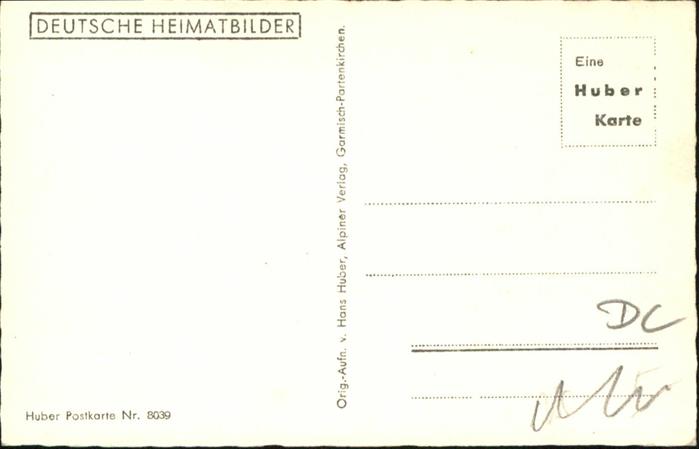 DEUTSCHE HEIMATBILDER
Huber Postkarte Nr. 8039
Orig.-Aufn. v. Hans Huber, Alpiner Verlag, Garmisch-Partenkirchen.
Eine
Huber
Karte
DC